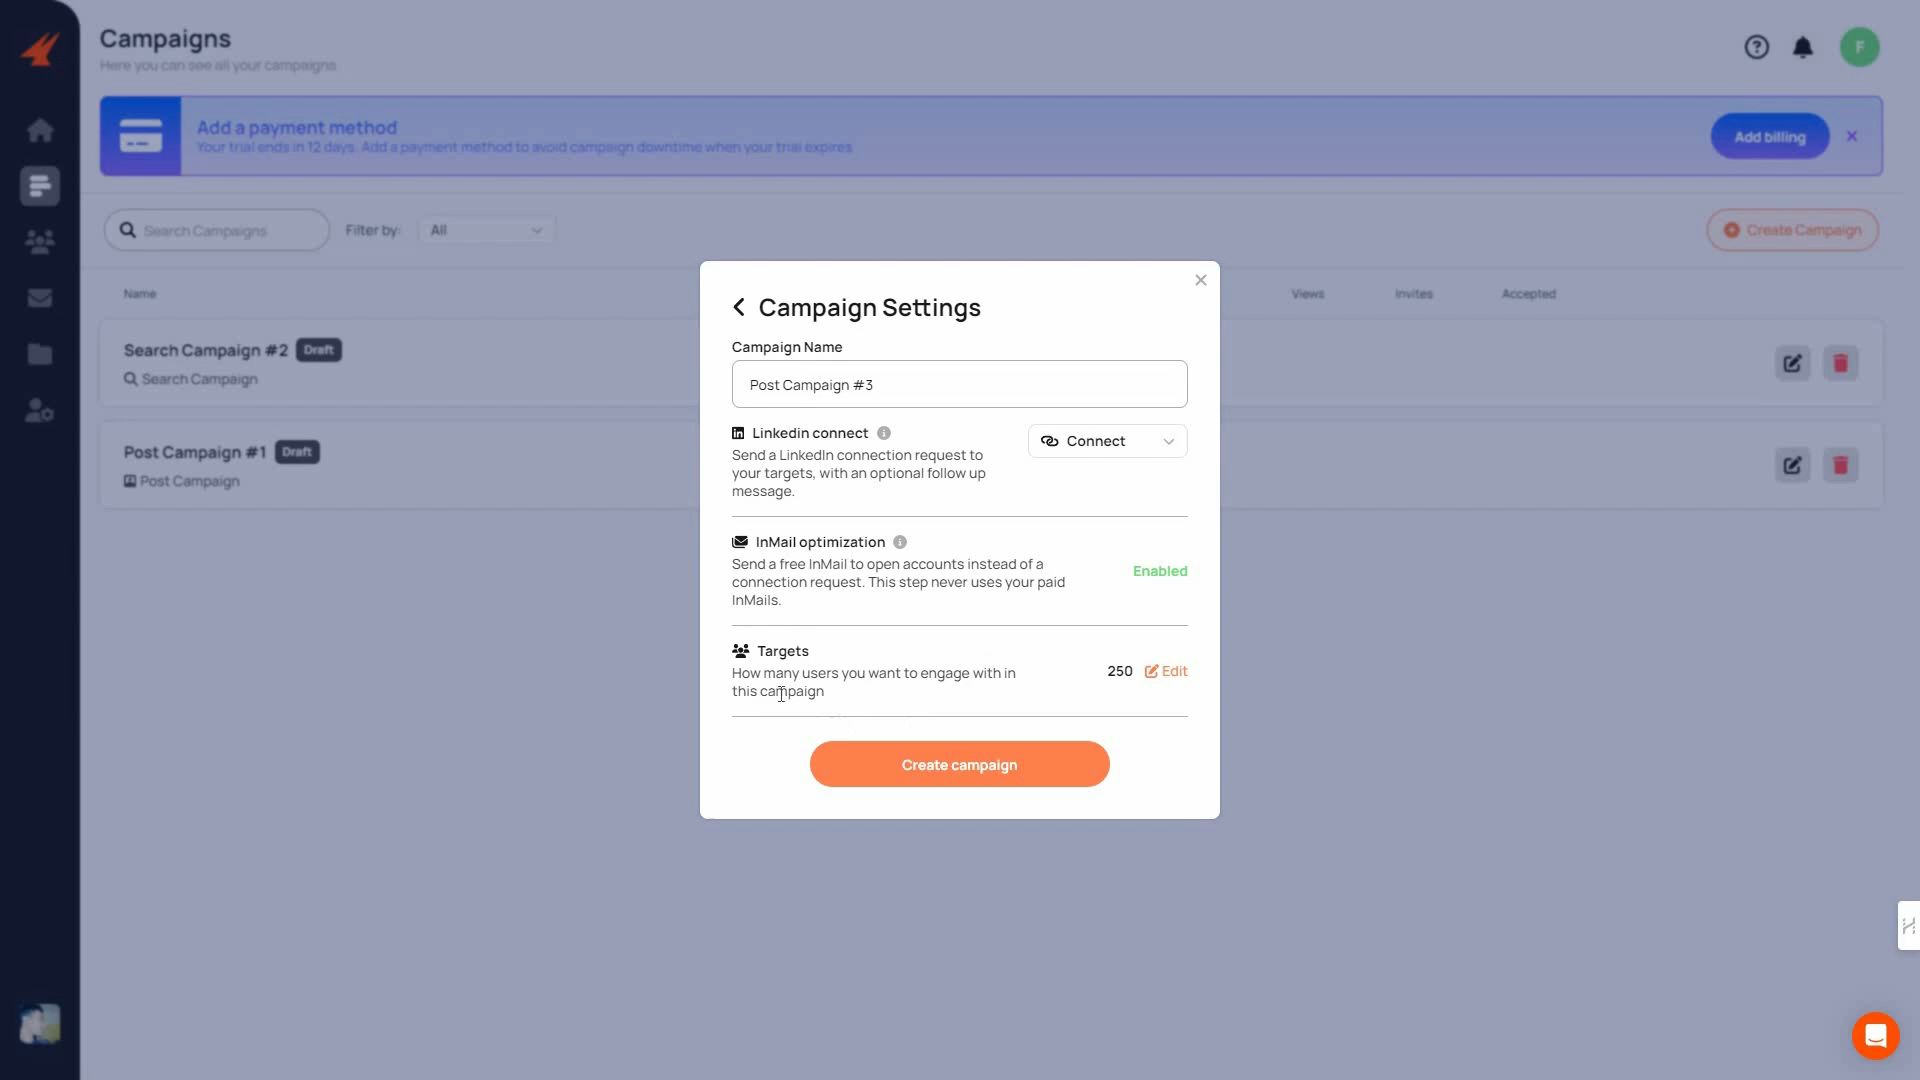 Campaigns
Here you can see all your campaigns
F
Add a payment method
Your trial ends in 12 days. Add a payment method to avoid campaign downtime when your trial expires
Add billing
Search Campaigns
Filter by:
All
Create Campaign
Name
Views
Invites
Accepted
Search Campaign #2
Draft
Search Campaign
Post Campaign #1
Draft
Post Campaign
Campaign Settings
Campaign Name
Post Campaign #3
Linkedin connect
Connect
Send a LinkedIn connection request to
your targets, with an optional follow up
message.
InMail optimization
Send a free InMail to open accounts instead of a
connection request. This step never uses your paid
InMails.
Enabled
Targets
How many users you want to engage with in
this campaign
250
Edit
Create campaign